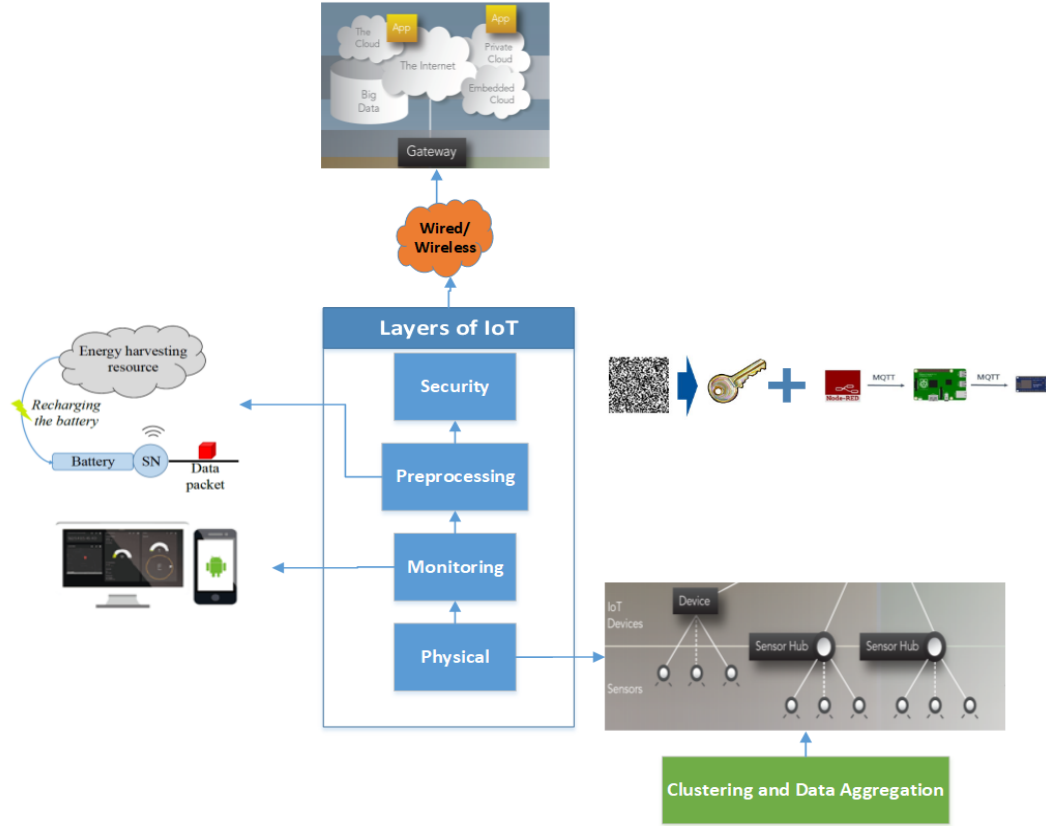 App
App
The
Cloud
Private
Cloud
The Internet
Big
Data
Embedded
Cloud
Gateway
Wired/
Wireless
Layers of IoT
Security
Preprocessing
Monitoring
Physical
Energy harvesting
resource
Recharging
the battery
Battery
SN
Data
packet
Node-RED
MQTT
MQTT
IoT
Devices
Device
Sensor Hub
Sensor Hub
Sensors
Clustering and Data Aggregation